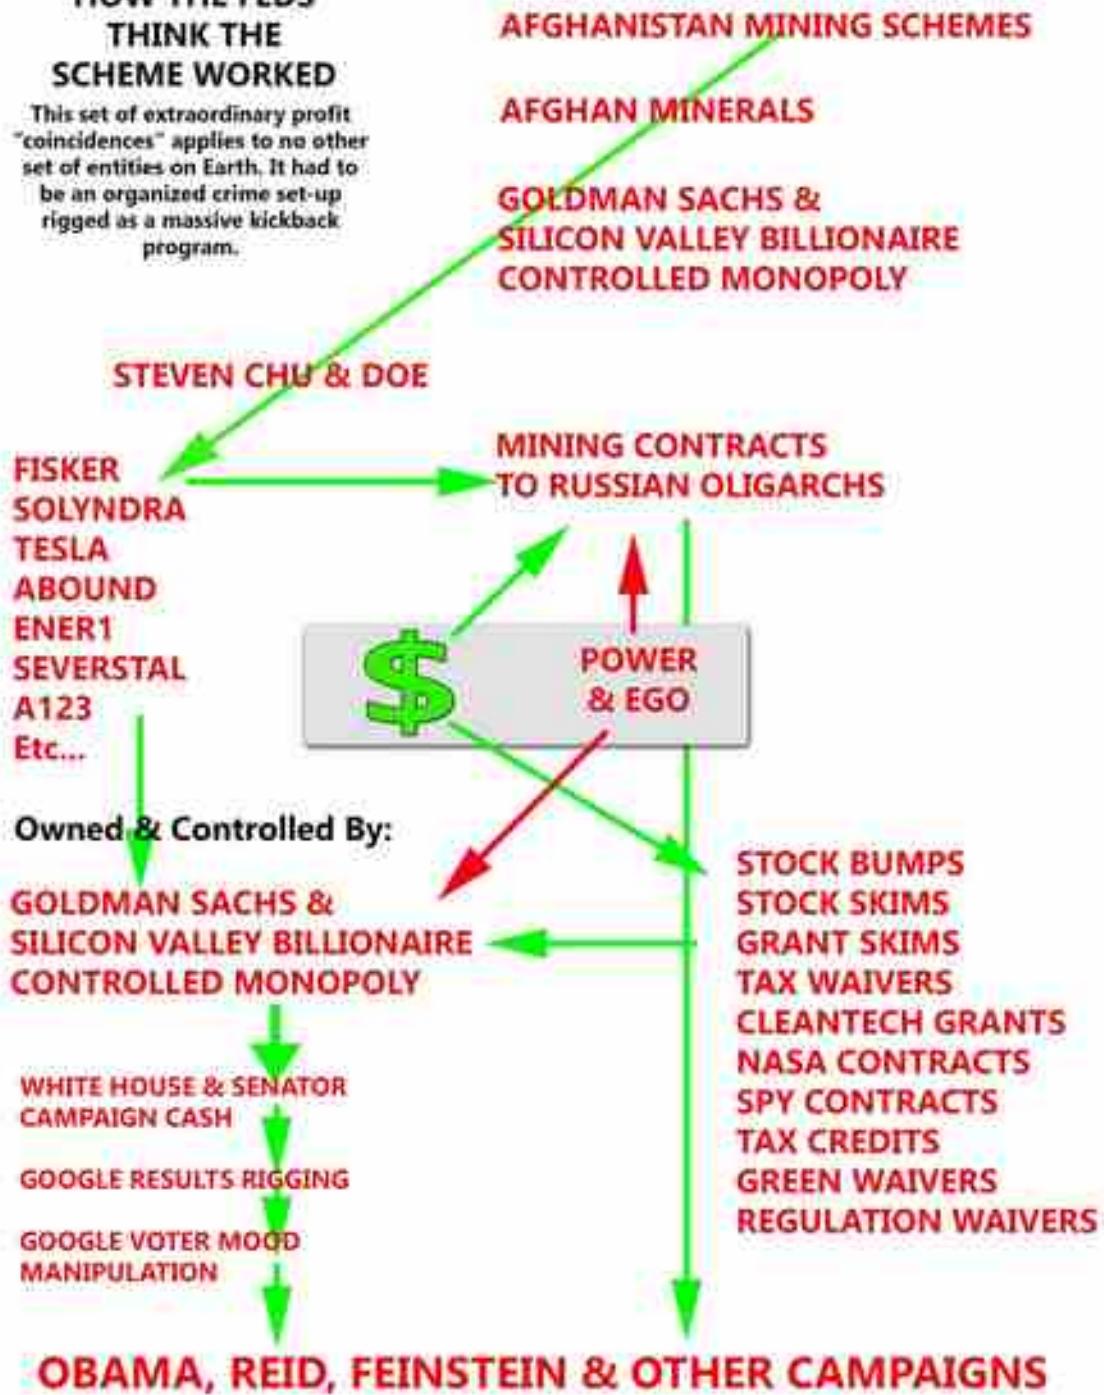 HOW THE FEDS
THINK THE
SCHEME WORKED
This set of extraordinary profit
"coincidences" applies to no other
set of entities on Earth. It had to
be an organized crime set-up
rigged as a massive kickback
program.
AFGHANISTAN MINING SCHEMES
AFGHAN MINERALS
GOLDMAN SACHS &
SILICON VALLEY BILLIONAIRE
CONTROLLED MONOPOLY
STEVEN CHU & DOE
FISKER
SOLYNDRA
TESLA
ABOUND
ENER1
SEVERSTAL
A123
Etc...
MINING CONTRACTS
TO RUSSIAN OLIGARCHS
$
POWER
& EGO
Owned & Controlled By:
GOLDMAN SACHS &
SILICON VALLEY BILLIONAIRE
CONTROLLED MONOPOLY
STOCK BUMPS
STOCK SKIMS
GRANT SKIMS
TAX WAIVERS
CLEANTECH GRANTS
NASA CONTRACTS
SPY CONTRACTS
TAX CREDITS
GREEN WAIVERS
REGULATION WAIVERS
WHITE HOUSE & SENATOR
CAMPAIGN CASH
GOOGLE RESULTS RIGGING
GOOGLE VOTER MOOD
MANIPULATION
OBAMA, REID, FEINSTEIN & OTHER CAMPAIGNS